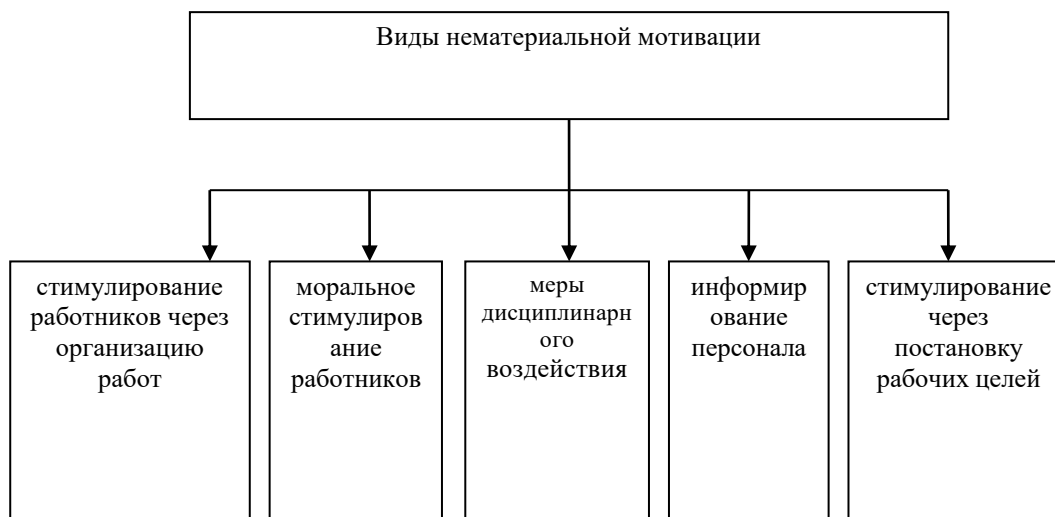 Виды нематериальной мотивации
стимулирование
работников через
организацию
работ
моральное
стимулиров
ание
работников
меры
дисциплинарн
ого
воздействия
информир
ование
персонала
стимулирование
через
постановку
рабочих целей